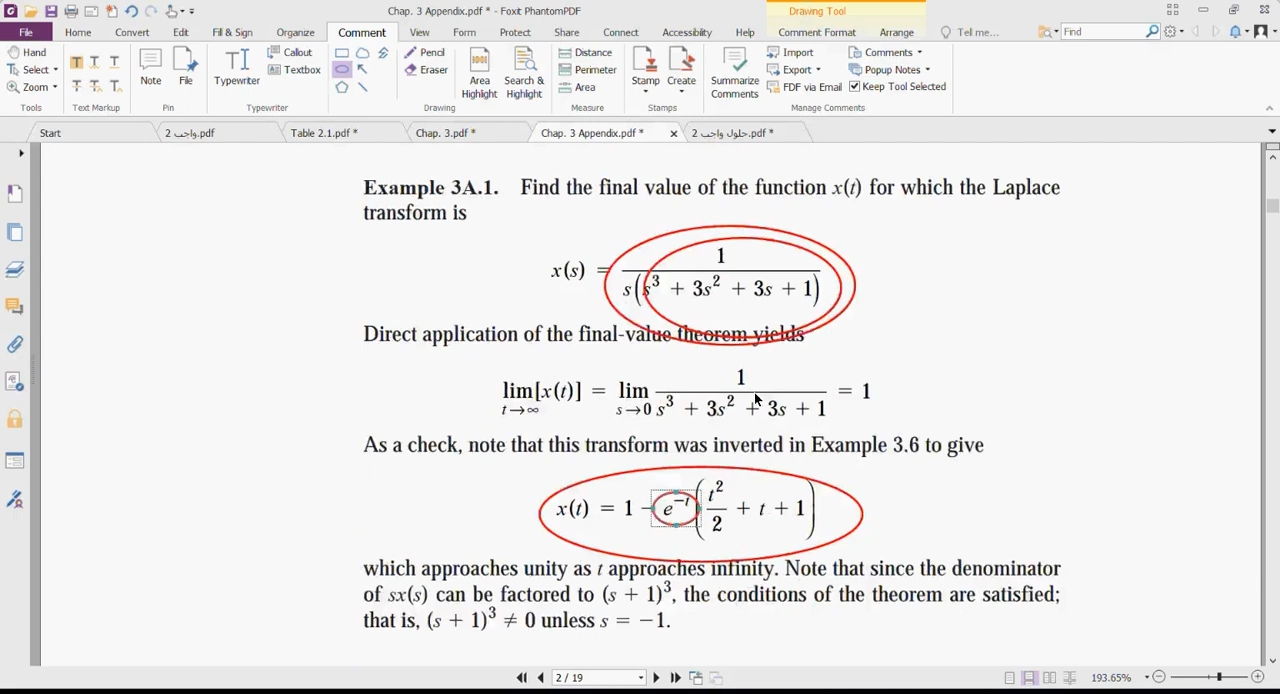 Chap. 3 Appendix.pdf * - Foxit PhantomPDF
Drawing Tool
File Home Convert Edit Fill & Sign Organize Comment View Form Protect Share Connect Accessibility Help Comment Format Arrange Tell me... Find
Hand
Select
Zoom
Tools
Text Markup
Note
File
Pin
Typewriter
Callout
Textbox
Typewriter
Pencil
Eraser
Drawing
Area Highlight
Search & Highlight
Distance
Perimeter
Area
Measure
Stamp
Create
Stamps
Summarize Comments
Import
Export
FDF via Email
Comments
Popup Notes
Keep Tool Selected
Manage Comments
Start
واجب 2.pdf
Table 2.1.pdf *
Chap. 3.pdf *
Chap. 3 Appendix.pdf *
حلول واجب 2.pdf *
Example 3A.1. Find the final value of the function x(t) for which the Laplace
transform is
x(s) = 1 / s(s³ + 3s² + 3s + 1)
Direct application of the final-value theorem yields
lim t→∞ [x(t)] = lim s→0 1 / s³ + 3s² + 3s + 1 = 1
As a check, note that this transform was inverted in Example 3.6 to give
x(t) = 1 − e⁻ᵗ(t²/2 + t + 1)
which approaches unity as t approaches infinity. Note that since the denominator
of sx(s) can be factored to (s + 1)³, the conditions of the theorem are satisfied;
that is, (s + 1)³ ≠ 0 unless s = −1.
2 / 19
193.65%